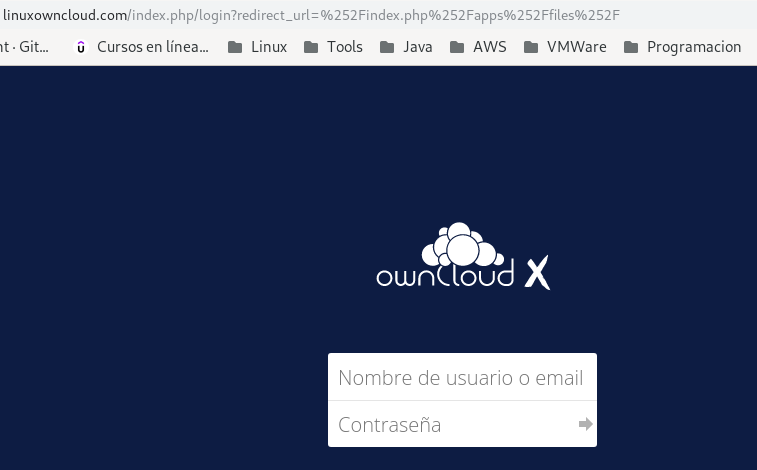 linuxowncloud.com/index.php/login?redirect_url=%252Findex.php%252Fapps%252Ffiles%252F
nt · Git... Cursos en línea... Linux Tools Java AWS VMWare Programacion
ownCloud X
Nombre de usuario o email
Contraseña